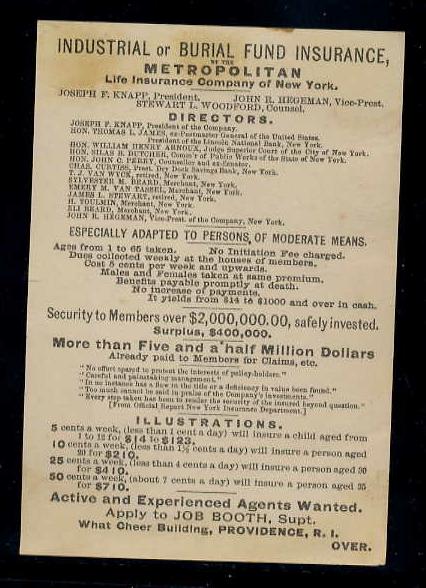 INDUSTRIAL or BURIAL FUND INSURANCE,
BY THE
METROPOLITAN
Life Insurance Company of New York.
JOSEPH F. KNAPP, President. JOHN R. HEGEMAN, Vice-Prest.
STEWART L. WOODFORD, Counsel.
DIRECTORS.
JOSEPH F. KNAPP, President of the Company.
HON. THOMAS L. JAMES, ex-Postmaster General of the United States.
President of the Lincoln National Bank, New York.
HON. WILLIAM HENRY ARNOUX, Judge Superior Court of the City of New York.
HON. SILAS B. DUTCHER, Comm'r of Public Works of the State of New York.
HON. JOHN C. PERRY, Counsellor and ex-Senator.
CHAS. CURTISS, Prest. Dry Dock Savings Bank, New York.
T. J. VAN WYCK, retired, New York.
SYLVESTER M. BEARD, Merchant, New York.
EMERY M. VAN TASSEL, Merchant, New York.
JAMES L. STEWART, retired, New York.
H. TOULMIN, Merchant, New York.
ELI BEARD, Merchant, New York.
JOHN R. HEGEMAN, Vice-Prest. of the Company, New York.
ESPECIALLY ADAPTED TO PERSONS OF MODERATE MEANS.
Ages from 1 to 65 taken. No Initiation Fee charged.
Dues collected weekly at the houses of members.
Cost 5 cents per week and upwards.
Males and Females taken at same premium.
Benefits payable promptly at death.
No increase of payments.
It yields from $14 to $1000 and over in cash.
Security to Members over $2,000,000.00, safely invested.
Surplus, $400,000.
More than Five and a half Million Dollars
Already paid to Members for Claims, etc.
"No effort spared to protect the interests of policy-holders."
"Careful and painstaking management."
"In no instance has a flaw in the title or a deficiency in value been found."
"Too much cannot be said in praise of the Company's investments."
"Every step taken has been to render the security of the insured beyond question."
[From Official Report New York Insurance Department.]
ILLUSTRATIONS.
5 cents a week, (less than 1 cent a day) will insure a child aged from
1 to 12 for $14 to $123.
10 cents a week, (less than 1½ cents a day) will insure a person aged
20 for $210.
25 cents a week, (less than 4 cents a day) will insure a person aged 30
for $410.
50 cents a week, (about 7 cents a day) will insure a person aged 35
for $710.
Active and Experienced Agents Wanted.
Apply to JOB BOOTH, Supt.
What Cheer Building, PROVIDENCE, R. I.
OVER.